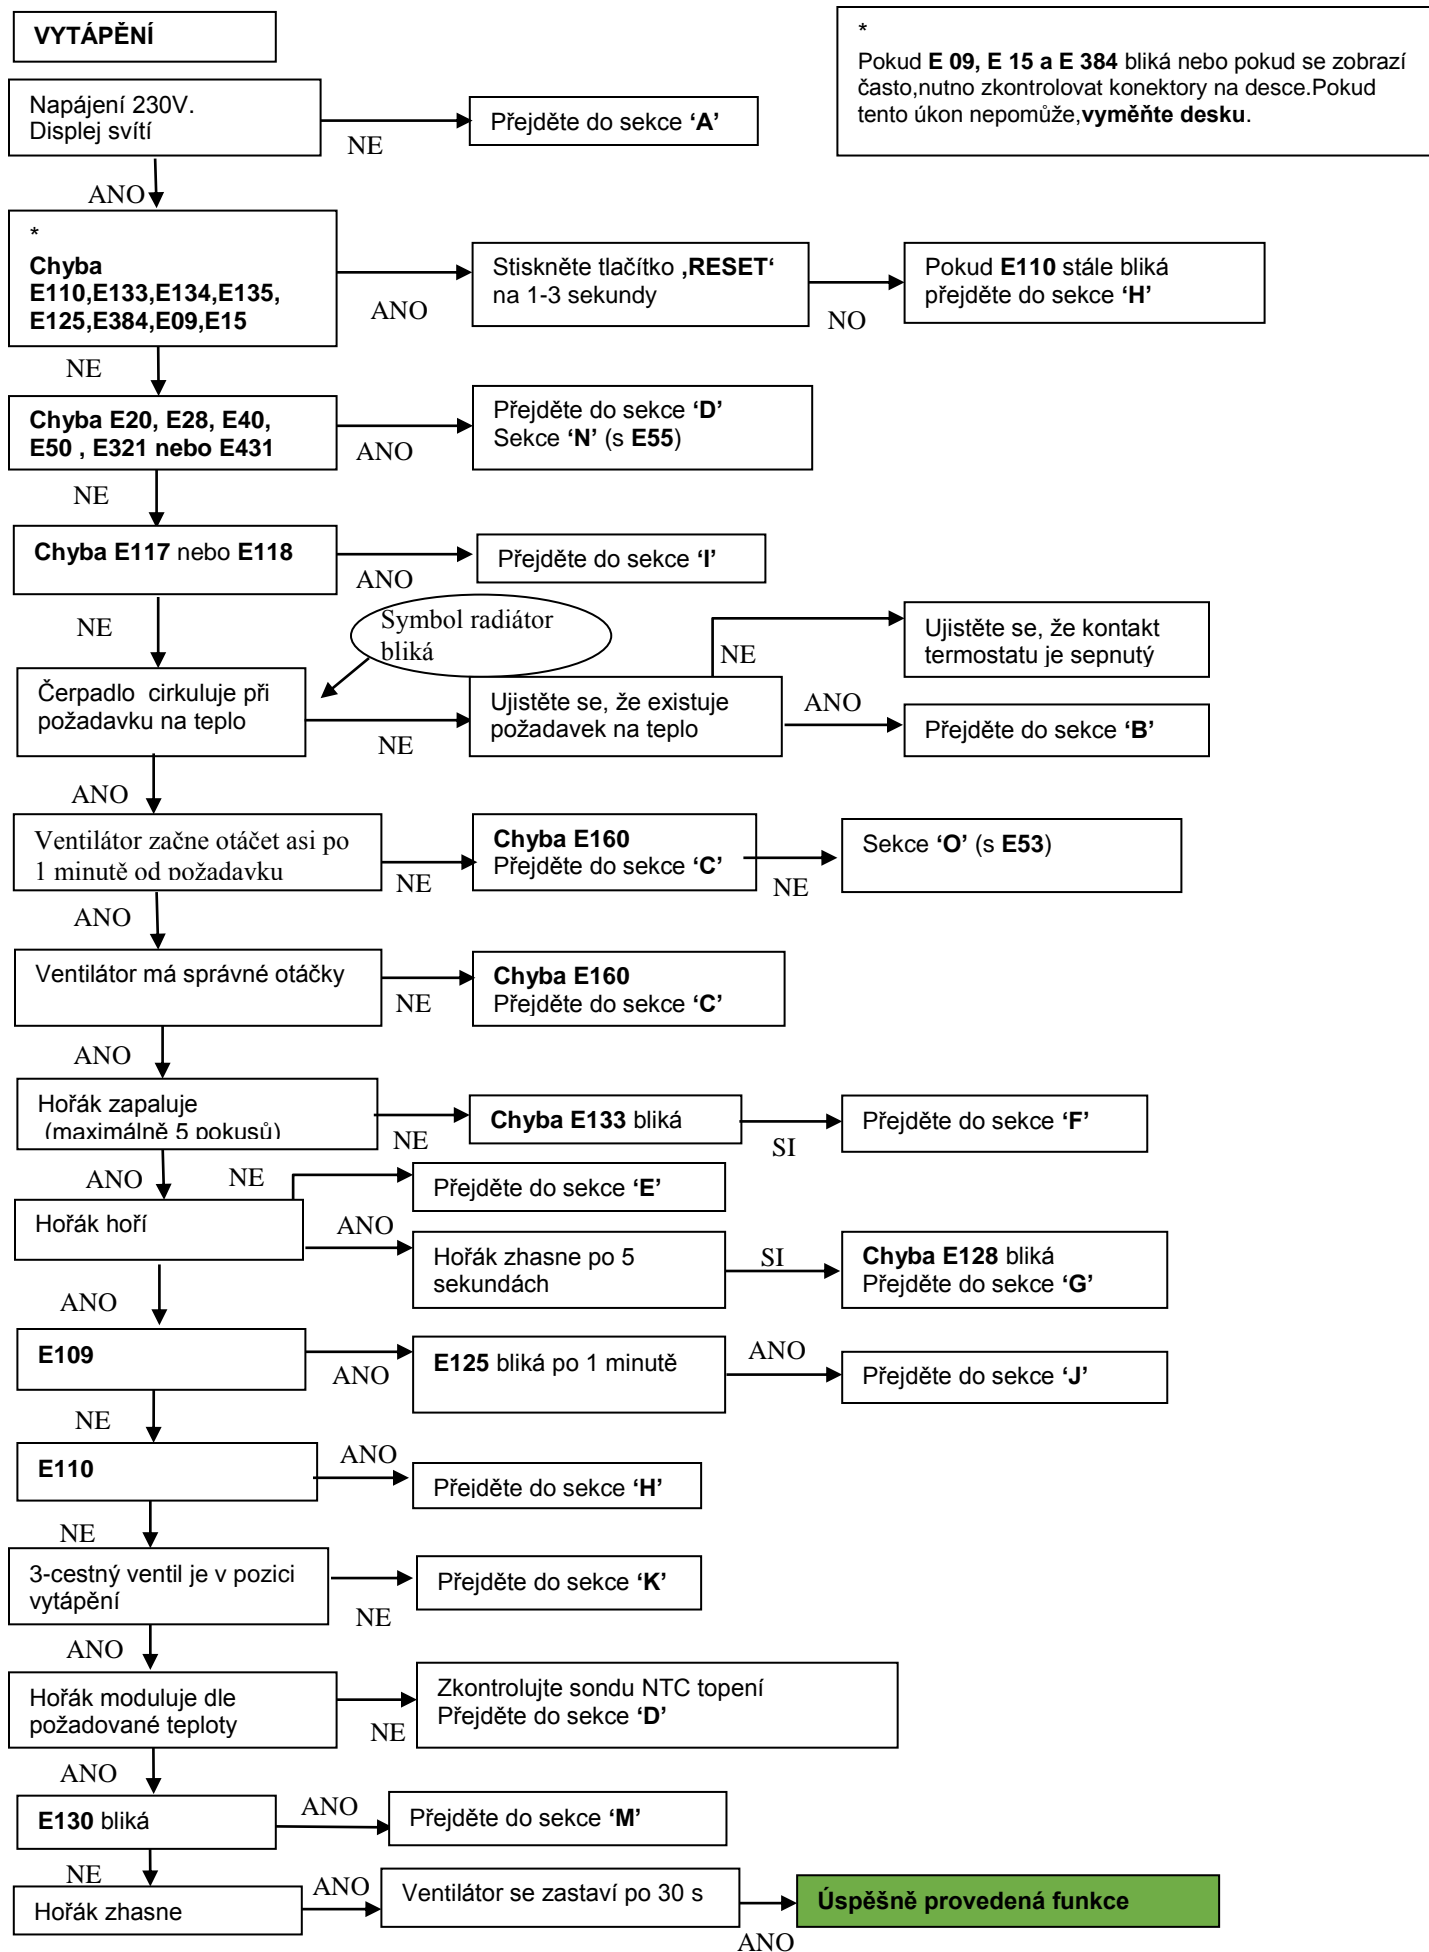 VYTÁPĚNÍ
*
Pokud E 09, E 15 a E 384 bliká nebo pokud se zobrazí
často,nutno zkontrolovat konektory na desce.Pokud
tento úkon nepomůže,vyměňte desku.
Napájení 230V.
Displej svítí
NE
Přejděte do sekce ‘A’
ANO
*
Chyba
E110,E133,E134,E135,
E125,E384,E09,E15
ANO
Stiskněte tlačítko ‚RESET‘
na 1-3 sekundy
NO
Pokud E110 stále bliká
přejděte do sekce ‘H’
NE
Chyba E20, E28, E40,
E50 , E321 nebo E431
ANO
Přejděte do sekce ‘D’
Sekce ‘N’ (s E55)
NE
Chyba E117 nebo E118
ANO
Přejděte do sekce ‘I’
NE
Symbol radiátor
bliká
Čerpadlo cirkuluje při
požadavku na teplo
NE
Ujistěte se, že existuje
požadavek na teplo
NE
Ujistěte se, že kontakt
termostatu je sepnutý
ANO
Přejděte do sekce ‘B’
ANO
Ventilátor začne otáčet asi po
1 minutě od požadavku
NE
Chyba E160
Přejděte do sekce ‘C’
NE
Sekce ‘O’ (s E53)
ANO
Ventilátor má správné otáčky
NE
Chyba E160
Přejděte do sekce ‘C’
ANO
Hořák zapaluje
(maximálně 5 pokusů)
NE
Chyba E133 bliká
SI
Přejděte do sekce ‘F’
ANO
NE
Přejděte do sekce ‘E’
Hořák hoří
ANO
Hořák zhasne po 5
sekundách
SI
Chyba E128 bliká
Přejděte do sekce ‘G’
ANO
E109
ANO
E125 bliká po 1 minutě
ANO
Přejděte do sekce ‘J’
NE
E110
ANO
Přejděte do sekce ‘H’
NE
3-cestný ventil je v pozici
vytápění
NE
Přejděte do sekce ‘K’
ANO
Hořák moduluje dle
požadované teploty
NE
Zkontrolujte sondu NTC topení
Přejděte do sekce ‘D’
ANO
E130 bliká
ANO
Přejděte do sekce ‘M’
NE
Hořák zhasne
ANO
Ventilátor se zastaví po 30 s
ANO
Úspěšně provedená funkce